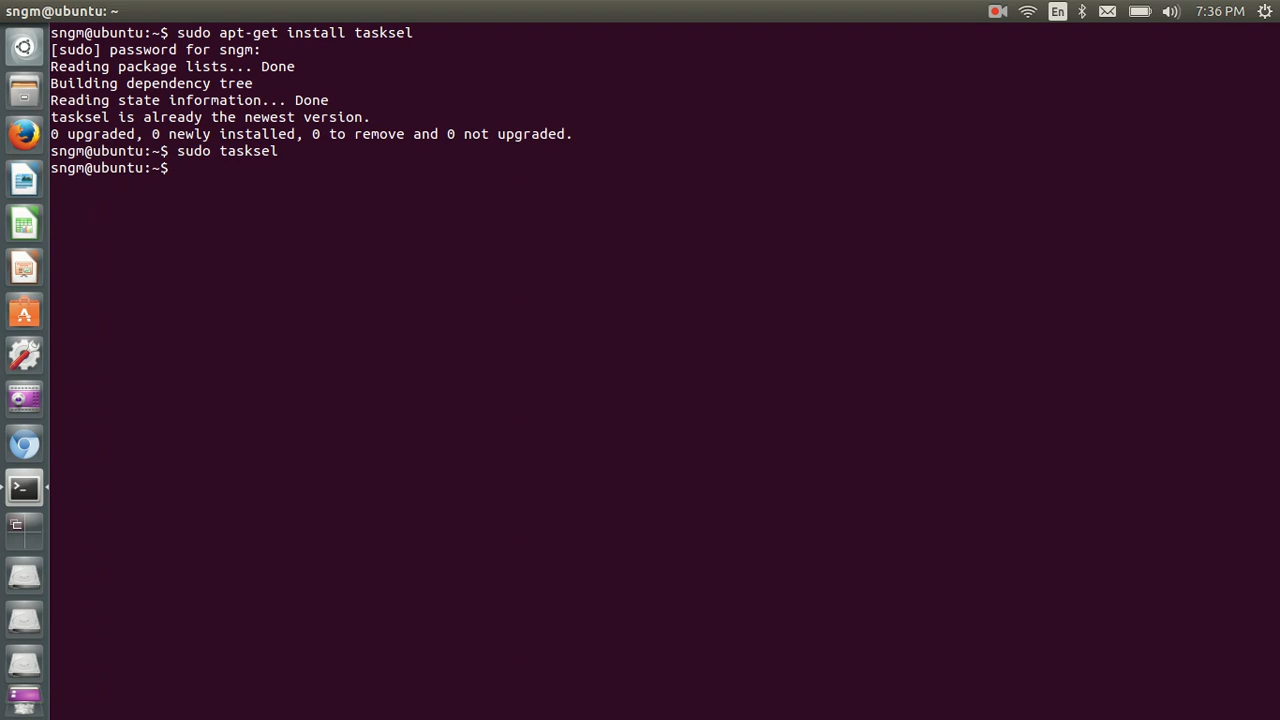 sngm@ubuntu: ~
En
7:36 PM
sngm@ubuntu:~$ sudo apt-get install tasksel
[sudo] password for sngm:
Reading package lists... Done
Building dependency tree
Reading state information... Done
tasksel is already the newest version.
0 upgraded, 0 newly installed, 0 to remove and 0 not upgraded.
sngm@ubuntu:~$ sudo tasksel
sngm@ubuntu:~$